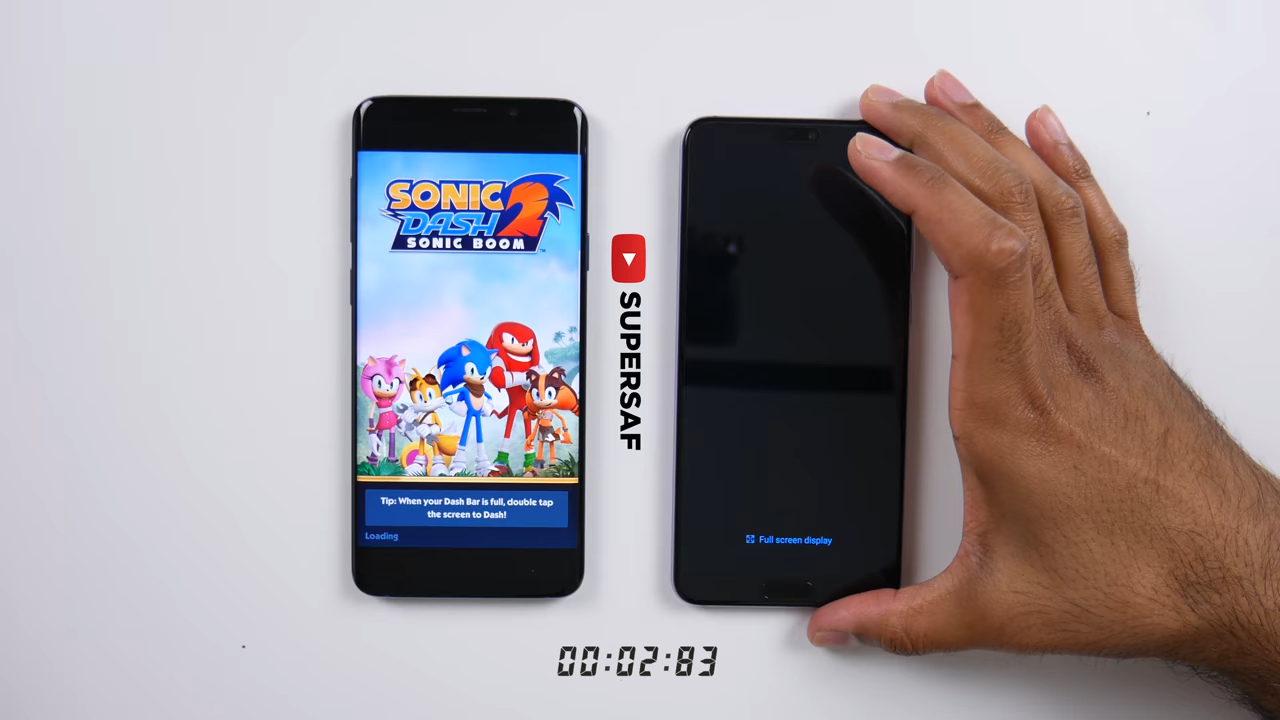 SONIC
DASH 2
SONIC BOOM
TM
Tip: When your Dash Bar is full, double tap
the screen to Dash!
Loading
SUPERSAF
Full screen display
00:02:83